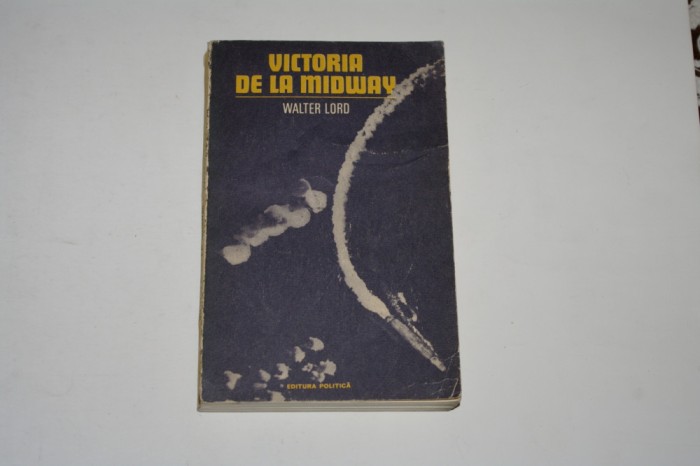 VICTORIA
DE LA MIDWAY
WALTER LORD
EDITURA POLITICĂ